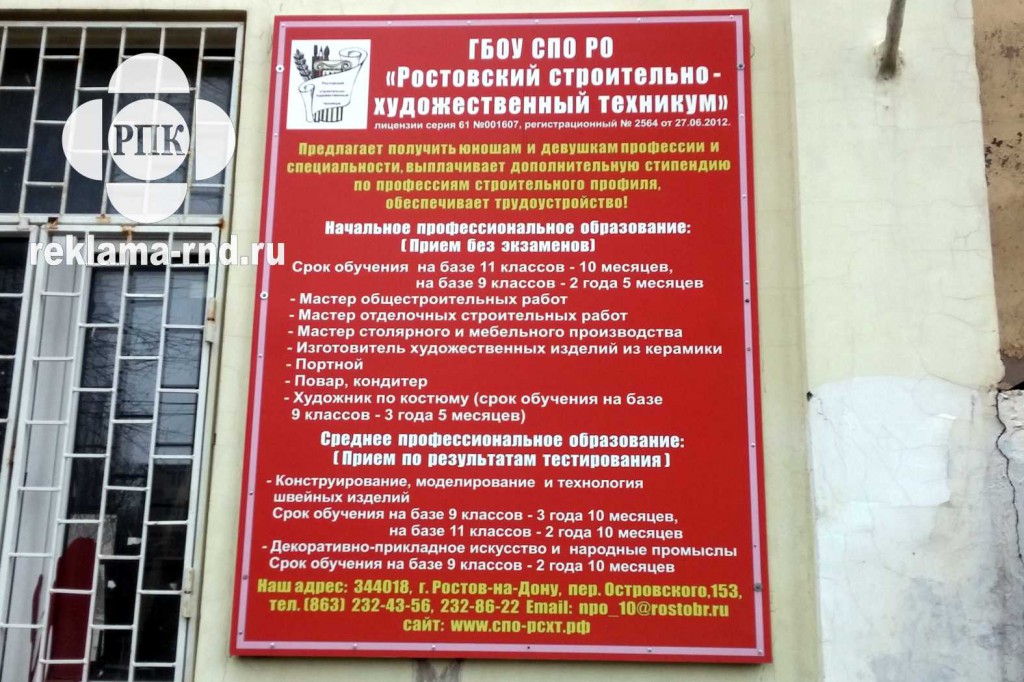 ГБОУ СПО РО
«Ростовский строительно-
художественный техникум»
лицензии серия 61 №001607, регистрационный № 2564 от 27.06.2012.
Предлагает получить юношам и девушкам профессии и
специальности, выплачивает дополнительную стипендию
по профессиям строительного профиля,
обеспечивает трудоустройство!
Начальное профессиональное образование:
(Прием без экзаменов)
Срок обучения на базе 11 классов - 10 месяцев,
на базе 9 классов - 2 года 5 месяцев
- Мастер общестроительных работ
- Мастер отделочных строительных работ
- Мастер столярного и мебельного производства
- Изготовитель художественных изделий из керамики
- Портной
- Повар, кондитер
- Художник по костюму (срок обучения на базе
9 классов - 3 года 5 месяцев)
Среднее профессиональное образование:
(Прием по результатам тестирования)
- Конструирование, моделирование и технология
швейных изделий
Срок обучения на базе 9 классов - 3 года 10 месяцев,
на базе 11 классов - 2 года 10 месяцев
- Декоративно-прикладное искусство и народные промыслы
Срок обучения на базе 9 классов - 2 года 10 месяцев
Наш адрес: 344018, г. Ростов-на-Дону, пер. Островского,153,
тел. (863) 232-43-56, 232-86-22 Email: npo_10@rostobr.ru
сайт: www.спо-рсхт.рф
РПК
reklama-rnd.ru